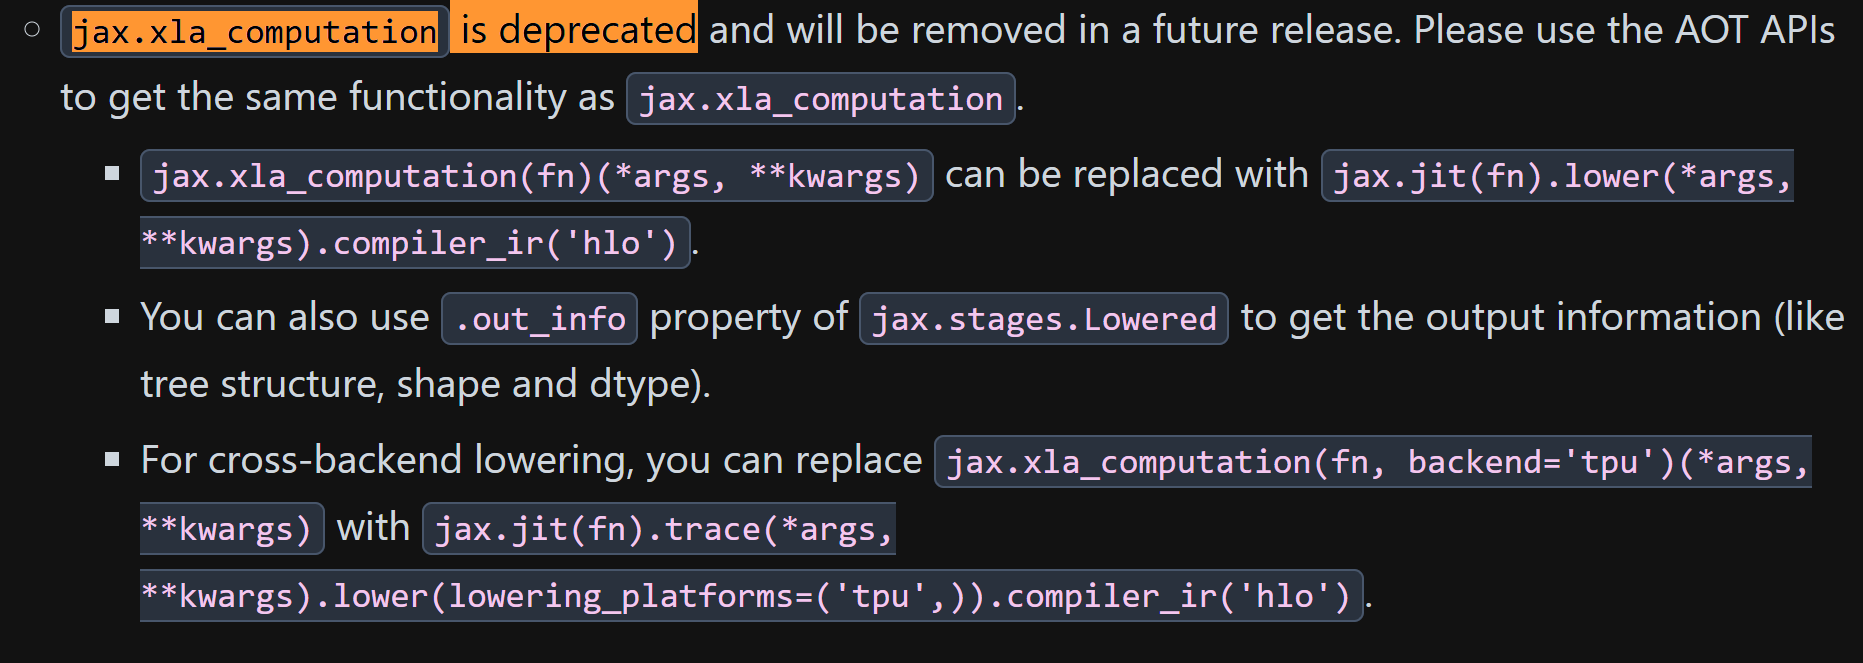 jax.xla_computation is deprecated and will be removed in a future release. Please use the AOT APIs
to get the same functionality as jax.xla_computation.
jax.xla_computation(fn)(*args, **kwargs) can be replaced with jax.jit(fn).lower(*args,
**kwargs).compiler_ir('hlo').
You can also use .out_info property of jax.stages.Lowered to get the output information (like
tree structure, shape and dtype).
For cross-backend lowering, you can replace jax.xla_computation(fn, backend='tpu')(*args,
**kwargs) with jax.jit(fn).trace(*args,
**kwargs).lower(lowering_platforms=('tpu',)).compiler_ir('hlo').